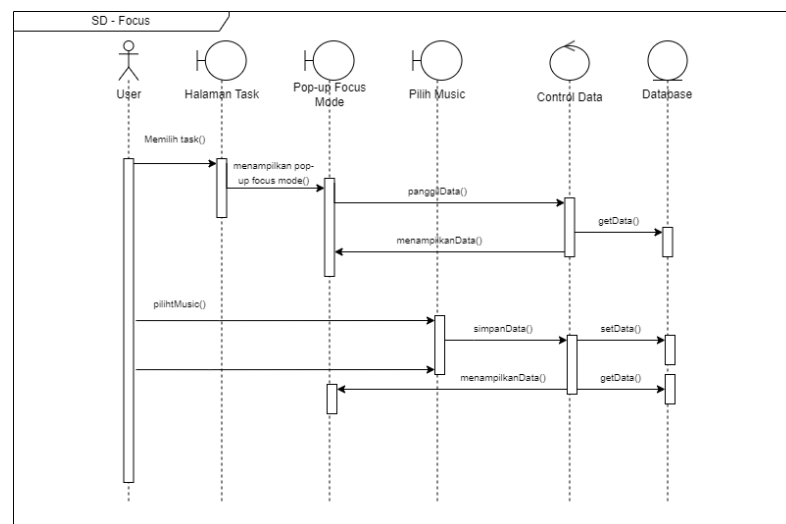 SD - Focus
User
Halaman Task
Pop-up Focus
Mode
Pilih Music
Control Data
Database
Memilih task()
menampilkan pop-
up focus mode()
panggilData()
getData()
menampilkanData()
pilihtMusic()
simpanData()
setData()
menampilkanData()
getData()